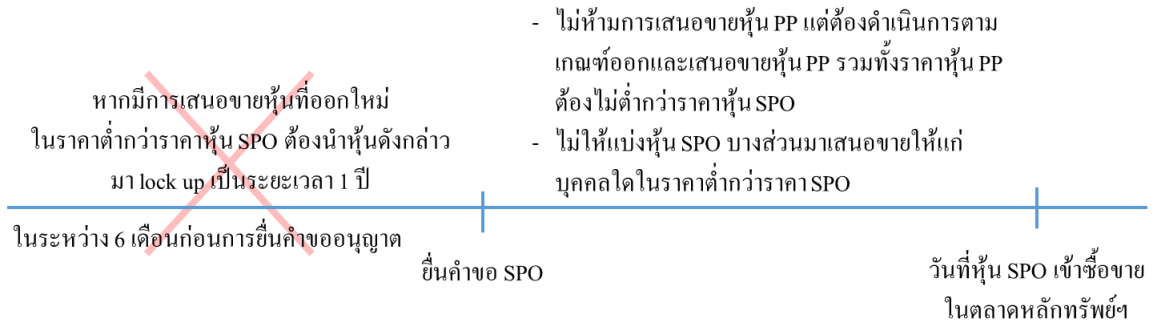 หากมีการเสนอขายหุ้นที่ออกใหม่
ในราคาต่ำกว่าราคาหุ้น SPO ต้องนำหุ้นดังกล่าว
มา lock up เป็นระยะเวลา 1 ปี
ในระหว่าง 6 เดือนก่อนการยื่นคำขออนุญาต
ยื่นคำขอ SPO
- ไม่ห้ามการเสนอขายหุ้น PP แต่ต้องดำเนินการตาม
เกณฑ์ออกและเสนอขายหุ้น PP รวมทั้งราคาหุ้น PP
ต้องไม่ต่ำกว่าราคาหุ้น SPO
- ไม่ให้แบ่งหุ้น SPO บางส่วนมาเสนอขายให้แก่
บุคคลใดในราคาต่ำกว่าราคา SPO
วันที่หุ้น SPO เข้าซื้อขาย
ในตลาดหลักทรัพย์ฯ